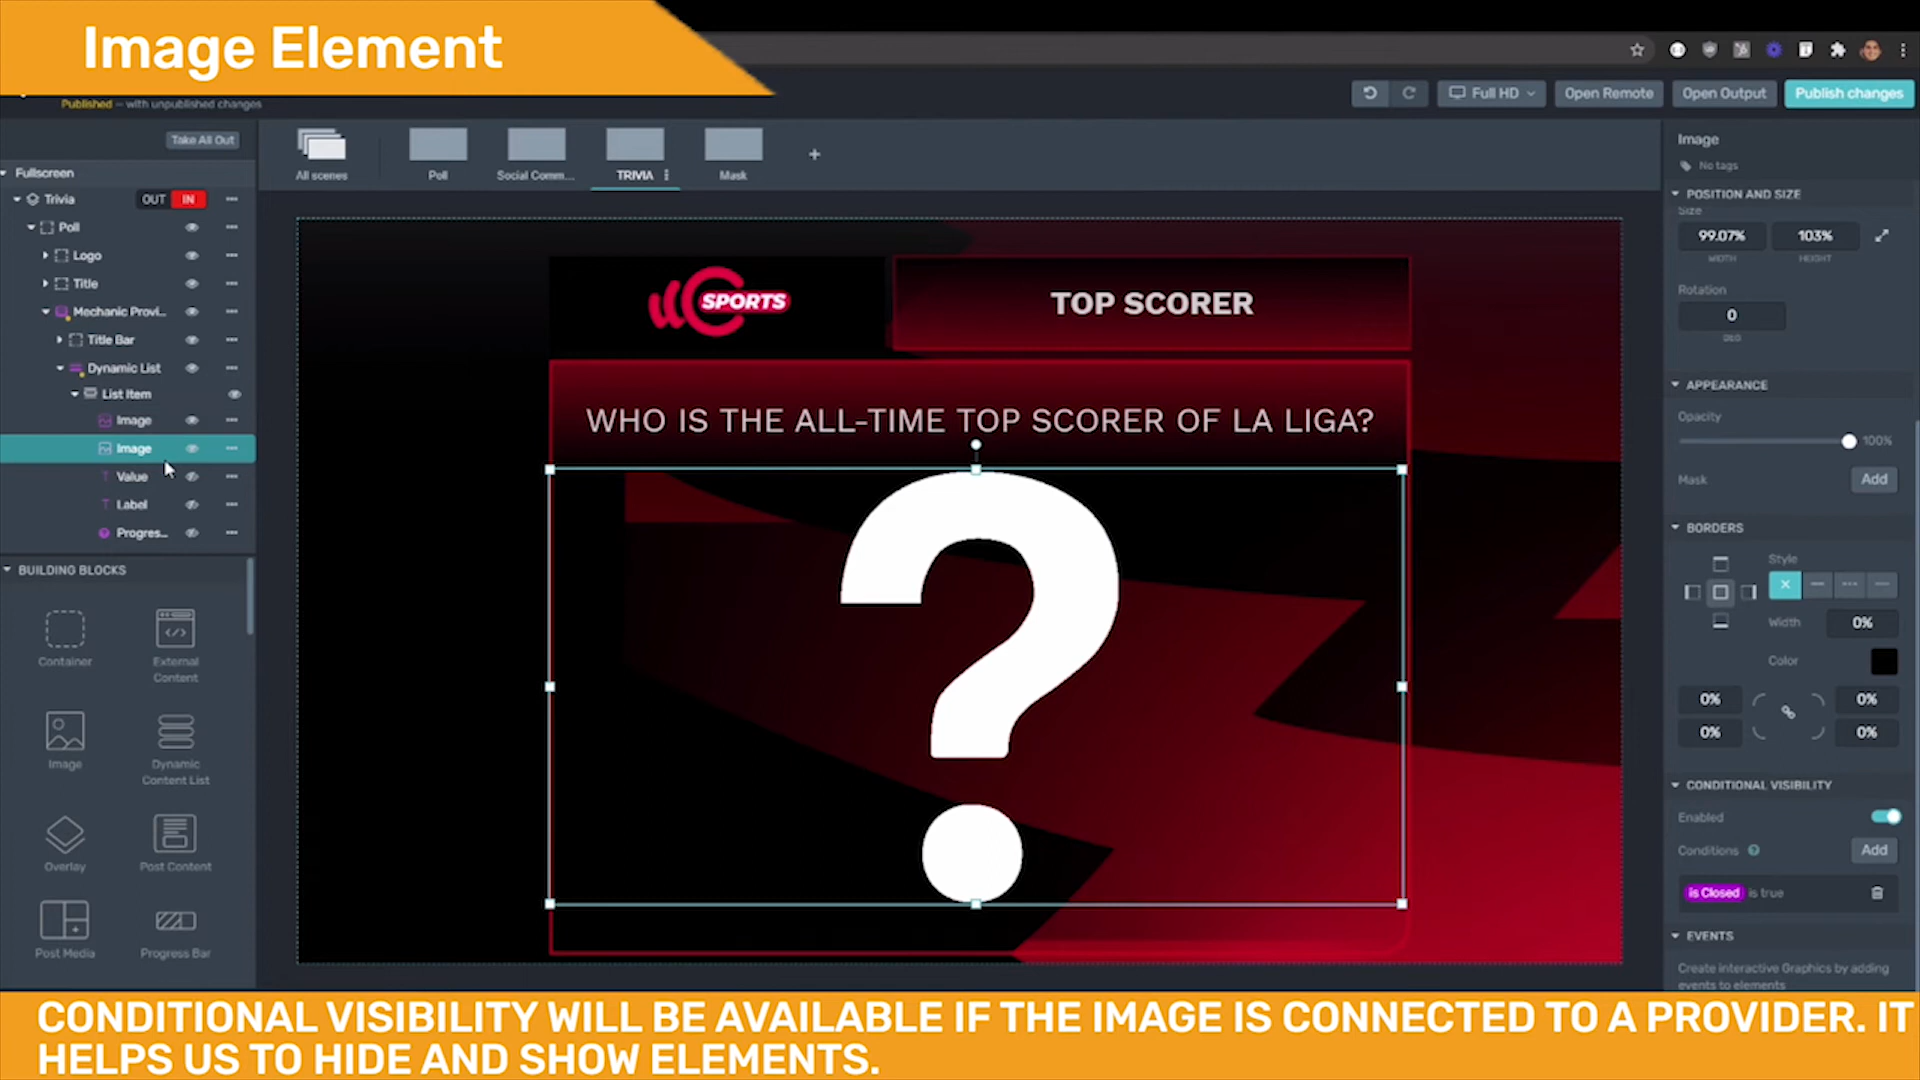 Image Element
Published – with unpublished changes
Full HD
Open Remote
Open Output
Publish changes
Take All Out
Fullscreen
Trivia
OUT
IN
Poll
Logo
Title
Mechanic Provi...
Title Bar
Dynamic List
List Item
Image
Image
Value
Label
Progres...
BUILDING BLOCKS
Container
External
Content
Image
Dynamic
Content List
Overlay
Post Content
Post Media
Progress Bar
All scenes
Poll
Social Comm...
TRIVIA
Mask
SPORTS
TOP SCORER
WHO IS THE ALL-TIME TOP SCORER OF LA LIGA?
?
Image
No tags
POSITION AND SIZE
Size
99.07%
103%
WIDTH
HEIGHT
Rotation
0
DEG
APPEARANCE
Opacity
100%
Mask
Add
BORDERS
Style
Width
0%
Color
0%
0%
0%
0%
CONDITIONAL VISIBILITY
Enabled
Conditions
Add
is Closed is true
EVENTS
Create interactive Graphics by adding
events to elements
CONDITIONAL VISIBILITY WILL BE AVAILABLE IF THE IMAGE IS CONNECTED TO A PROVIDER. IT
HELPS US TO HIDE AND SHOW ELEMENTS.